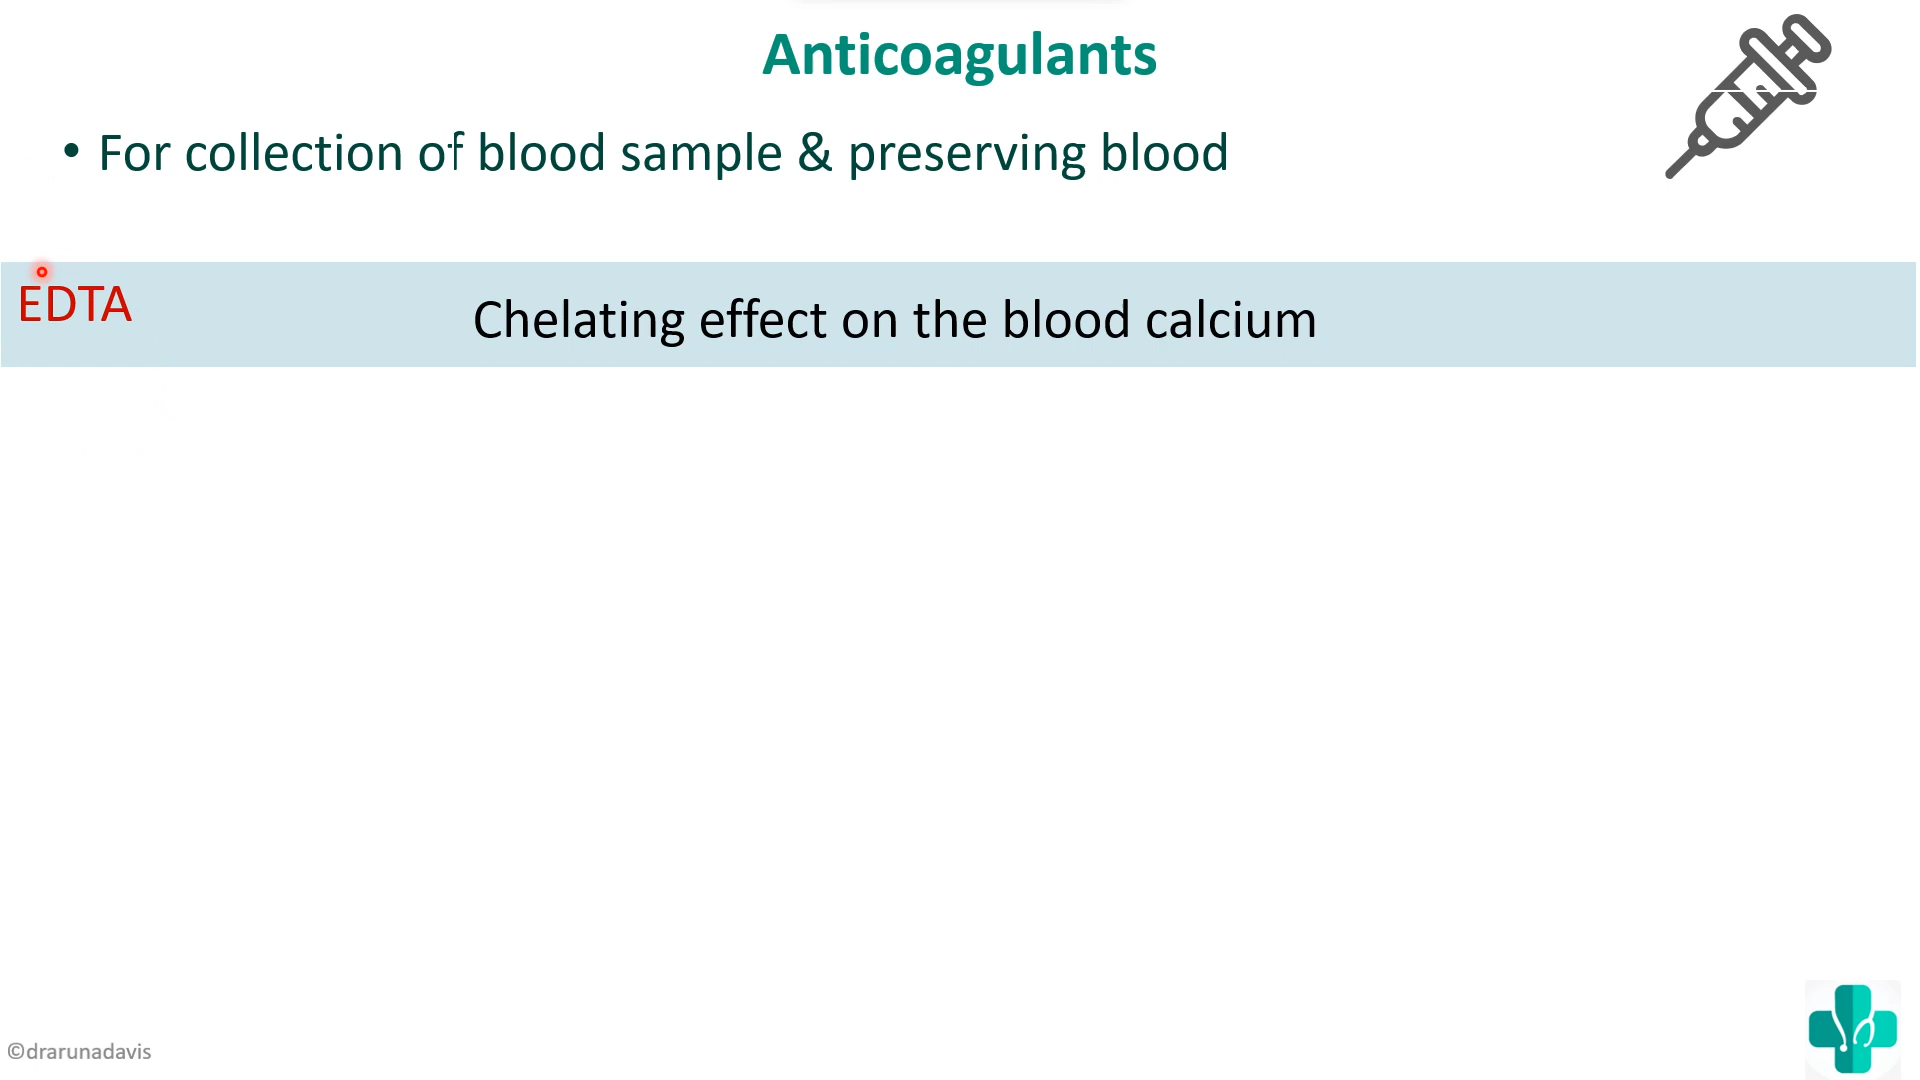 Anticoagulants
• For collection of blood sample & preserving blood
EDTA
Chelating effect on the blood calcium
©drarunadavis